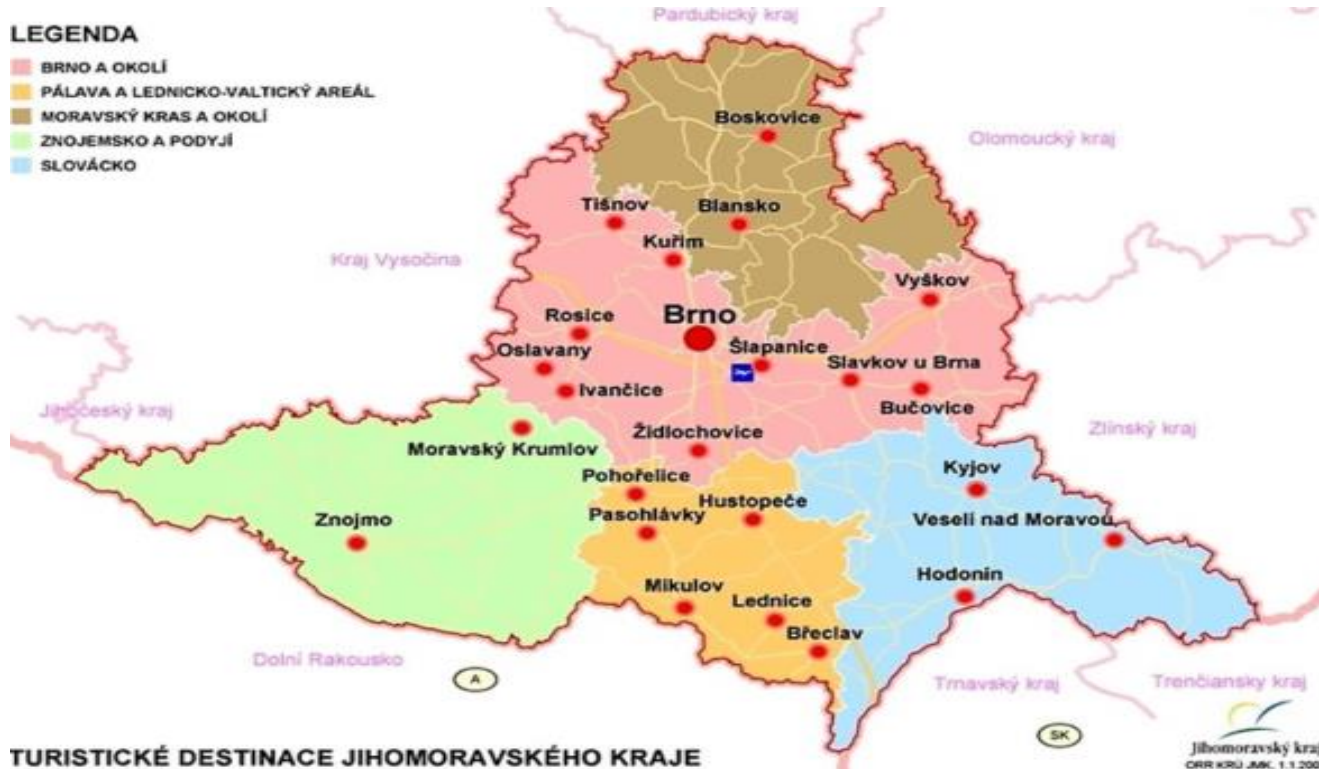 Pardubický kraj
LEGENDA
BRNO A OKOLÍ
PÁLAVA A LEDNICKO-VALTICKÝ AREÁL
MORAVSKÝ KRAS A OKOLÍ
ZNOJEMSKO A PODYJÍ
SLOVÁCKO
Boskovice
Olomoucký kraj
Tišnov
Blansko
Kuřim
Kraj Vysočina
Vyškov
Brno
Rosice
Šlapanice
Oslavany
Slavkov u Brna
Ivančice
Bučovice
Jihočeský kraj
Židlochovice
Zlínský kraj
Moravský Krumlov
Kyjov
Pohořelice
Hustopeče
Pasohlávky
Veselí nad Moravou
Znojmo
Hodonín
Mikulov
Lednice
Břeclav
Dolní Rakousko
A
Trnavský kraj
Trenčiansky kraj
SK
TURISTICKÉ DESTINACE JIHOMORAVSKÉHO KRAJE
Jihomoravský kraj
ORR KRÚ JMK,